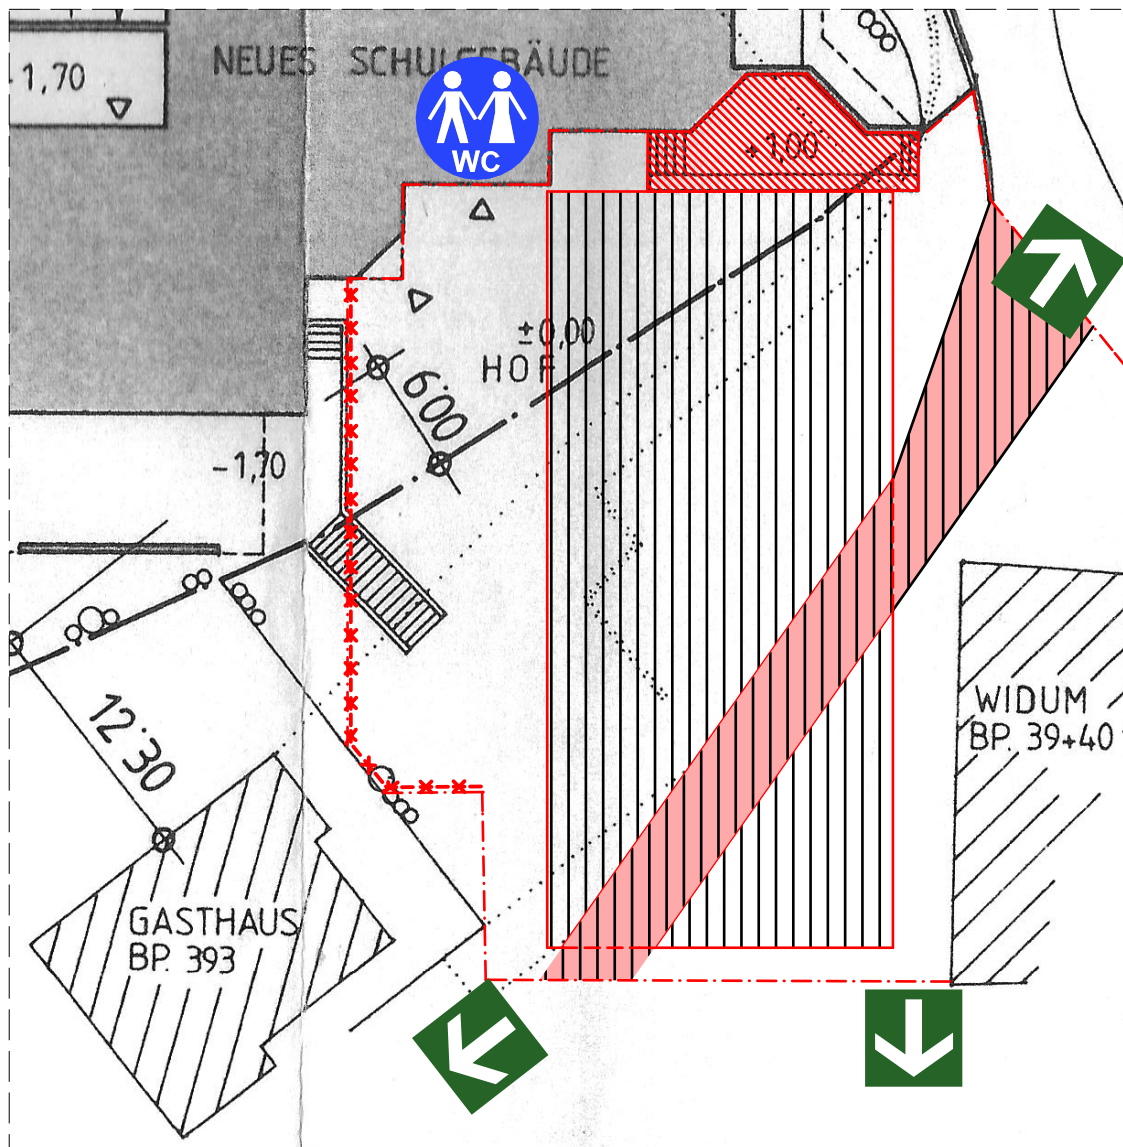 NEUES SCHULGEBÄUDE
-1,70
WC
+1,00
±0,00
HOF
6'00
-1,70
12'30
WIDUM
BP. 39+40
GASTHAUS
BP. 393